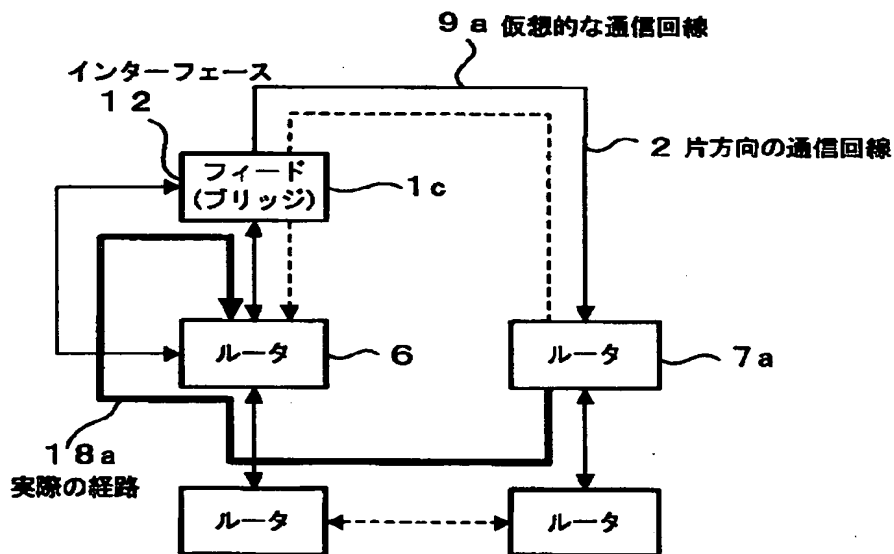 9a 仮想的な通信回線
インターフェース
12
2 片方向の通信回線
フィード
(ブリッジ)
1c
ルータ
6
ルータ
7a
18a
実際の経路
ルータ
ルータ